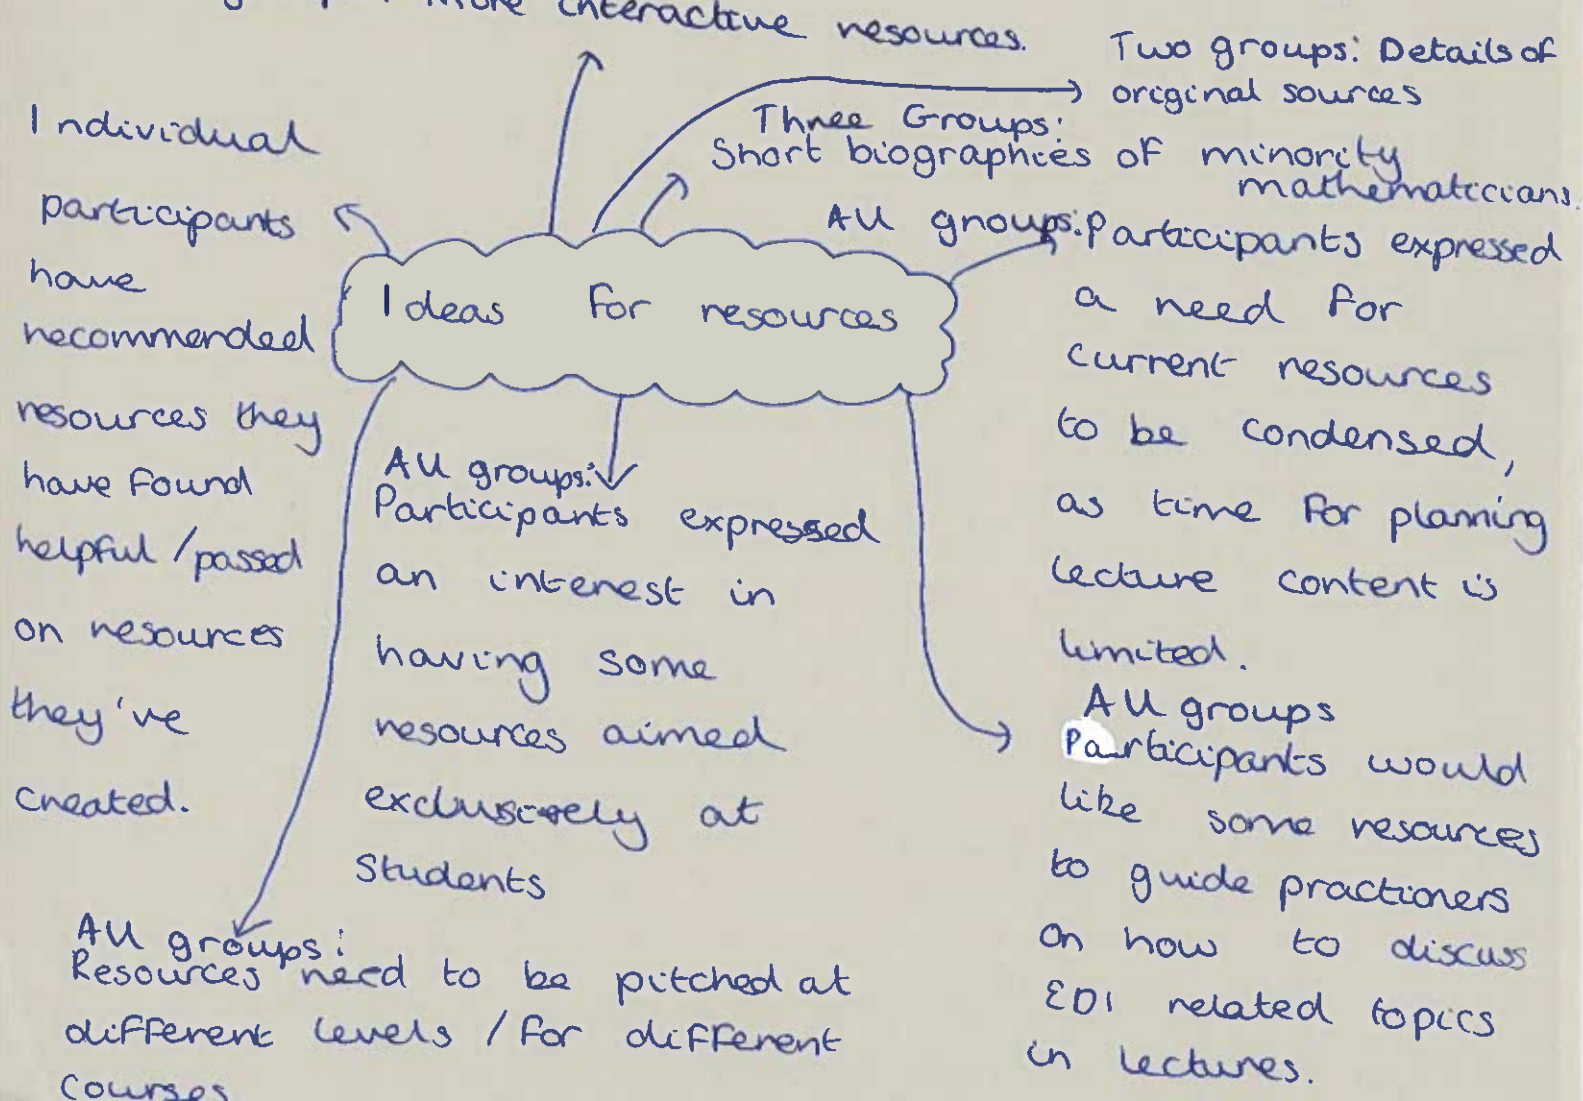 more interactive resources.
Two groups: Details of
original sources
Three Groups:
Short biographies of minority
mathematicians.
All groups: Participants expressed
a need for
current resources
to be condensed,
as time for planning
lecture content is
limited.
Individual
participants
have
recommended
resources they
have found
helpful / passed
on resources
they've
created.
Ideas for resources
All groups:
Participants expressed
an interest in
having some
resources aimed
exclusively at
students
All groups
Participants would
like some resources
to guide practioners
on how to discuss
EDI related topics
in lectures.
All groups:
Resources need to be pitched at
different levels / for different
Courses